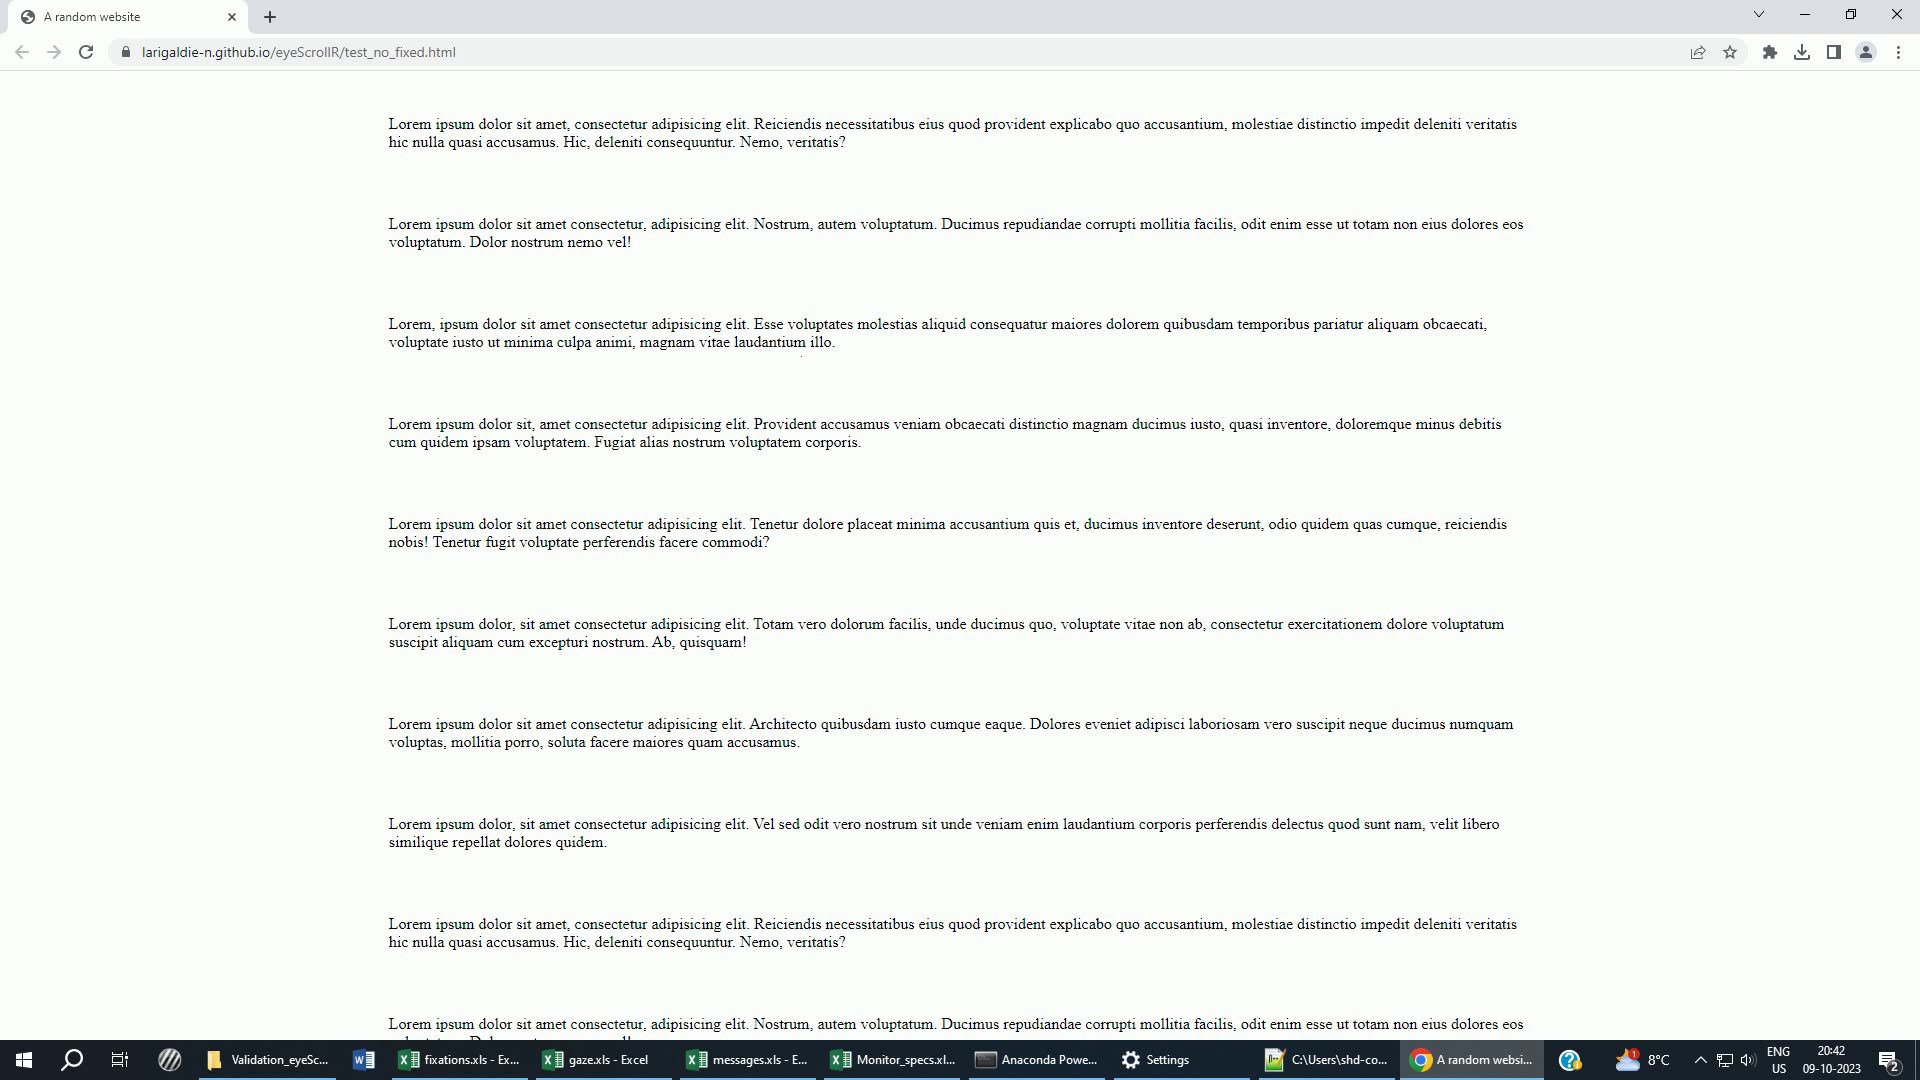 A random website
larigaldie-n.github.io/eyeScrollR/test_no_fixed.html
Lorem ipsum dolor sit amet, consectetur adipisicing elit. Reiciendis necessitatibus eius quod provident explicabo quo accusantium, molestiae distinctio impedit deleniti veritatis
hic nulla quasi accusamus. Hic, deleniti consequuntur. Nemo, veritatis?
Lorem ipsum dolor sit amet consectetur, adipisicing elit. Nostrum, autem voluptatum. Ducimus repudiandae corrupti mollitia facilis, odit enim esse ut totam non eius dolores eos
voluptatum. Dolor nostrum nemo vel!
Lorem, ipsum dolor sit amet consectetur adipisicing elit. Esse voluptates molestias aliquid consequatur maiores dolorem quibusdam temporibus pariatur aliquam obcaecati,
voluptate iusto ut minima culpa animi, magnam vitae laudantium illo.
Lorem ipsum dolor sit, amet consectetur adipisicing elit. Provident accusamus veniam obcaecati distinctio magnam ducimus iusto, quasi inventore, doloremque minus debitis
cum quidem ipsam voluptatem. Fugiat alias nostrum voluptatem corporis.
Lorem ipsum dolor sit amet consectetur adipisicing elit. Tenetur dolore placeat minima accusantium quis et, ducimus inventore deserunt, odio quidem quas cumque, reiciendis
nobis! Tenetur fugit voluptate perferendis facere commodi?
Lorem ipsum dolor, sit amet consectetur adipisicing elit. Totam vero dolorum facilis, unde ducimus quo, voluptate vitae non ab, consectetur exercitationem dolore voluptatum
suscipit aliquam cum excepturi nostrum. Ab, quisquam!
Lorem ipsum dolor sit amet consectetur adipisicing elit. Architecto quibusdam iusto cumque eaque. Dolores eveniet adipisci laboriosam vero suscipit neque ducimus numquam
voluptas, mollitia porro, soluta facere maiores quam accusamus.
Lorem ipsum dolor, sit amet consectetur adipisicing elit. Vel sed odit vero nostrum sit unde veniam enim laudantium corporis perferendis delectus quod sunt nam, velit libero
similique repellat dolores quidem.
Lorem ipsum dolor sit amet, consectetur adipisicing elit. Reiciendis necessitatibus eius quod provident explicabo quo accusantium, molestiae distinctio impedit deleniti veritatis
hic nulla quasi accusamus. Hic, deleniti consequuntur. Nemo, veritatis?
Lorem ipsum dolor sit amet consectetur, adipisicing elit. Nostrum, autem voluptatum. Ducimus repudiandae corrupti mollitia facilis, odit enim esse ut totam non eius dolores eos
Validation_eyeSc... fixations.xls - Ex... gaze.xls - Excel messages.xls - E... Monitor_specs.xl... Anaconda Powe... Settings C:\Users\shd-co... A random websi... 1 8°C ENG 20:42
US 09-10-2023 2